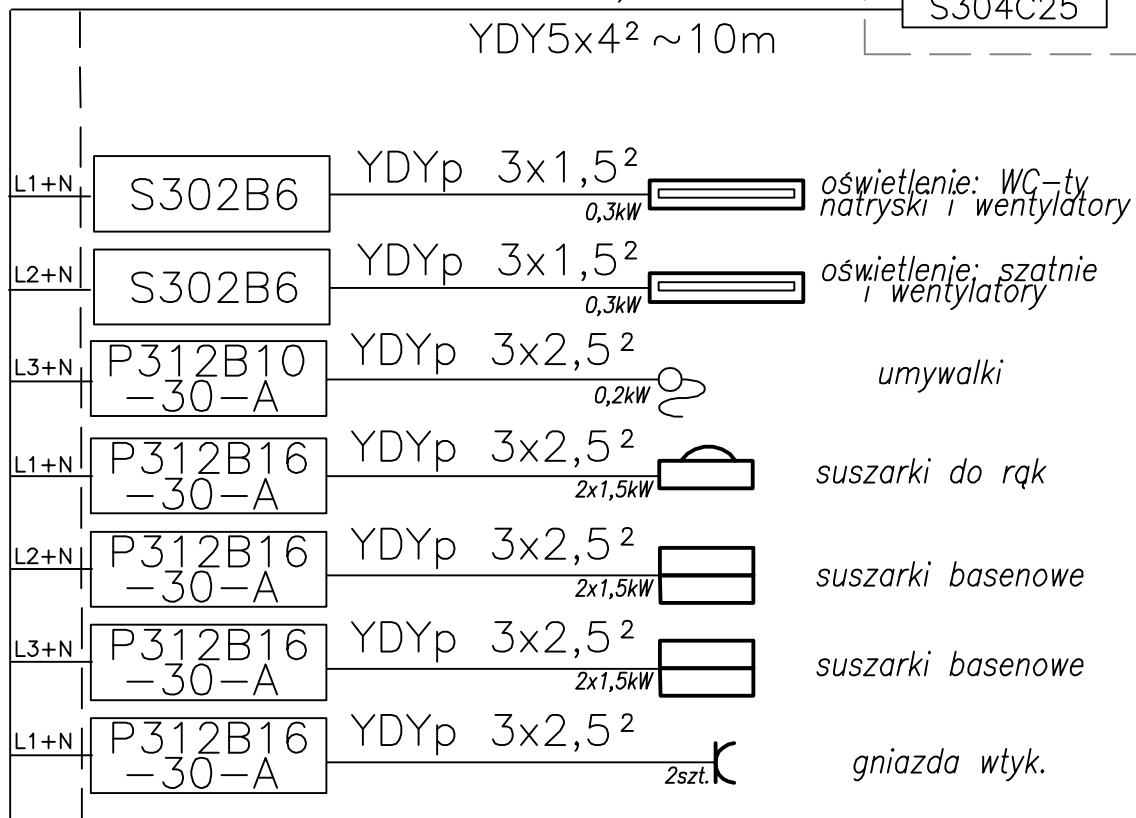 S304C25
YDY5x4² ~10m
L1+N
S302B6
YDYp 3x1,5²
0,3kW
oświetlenie: WC-ty
natryski i wentylatory
L2+N
S302B6
YDYp 3x1,5²
0,3kW
oświetlenie: szatnie
i wentylatory
L3+N
P312B10
-30-A
YDYp 3x2,5²
0,2kW
umywalki
L1+N
P312B16
-30-A
YDYp 3x2,5²
2x1,5kW
suszarki do rąk
L2+N
P312B16
-30-A
YDYp 3x2,5²
2x1,5kW
suszarki basenowe
L3+N
P312B16
-30-A
YDYp 3x2,5²
2x1,5kW
suszarki basenowe
L1+N
P312B16
-30-A
YDYp 3x2,5²
2szt.
gniazda wtyk.